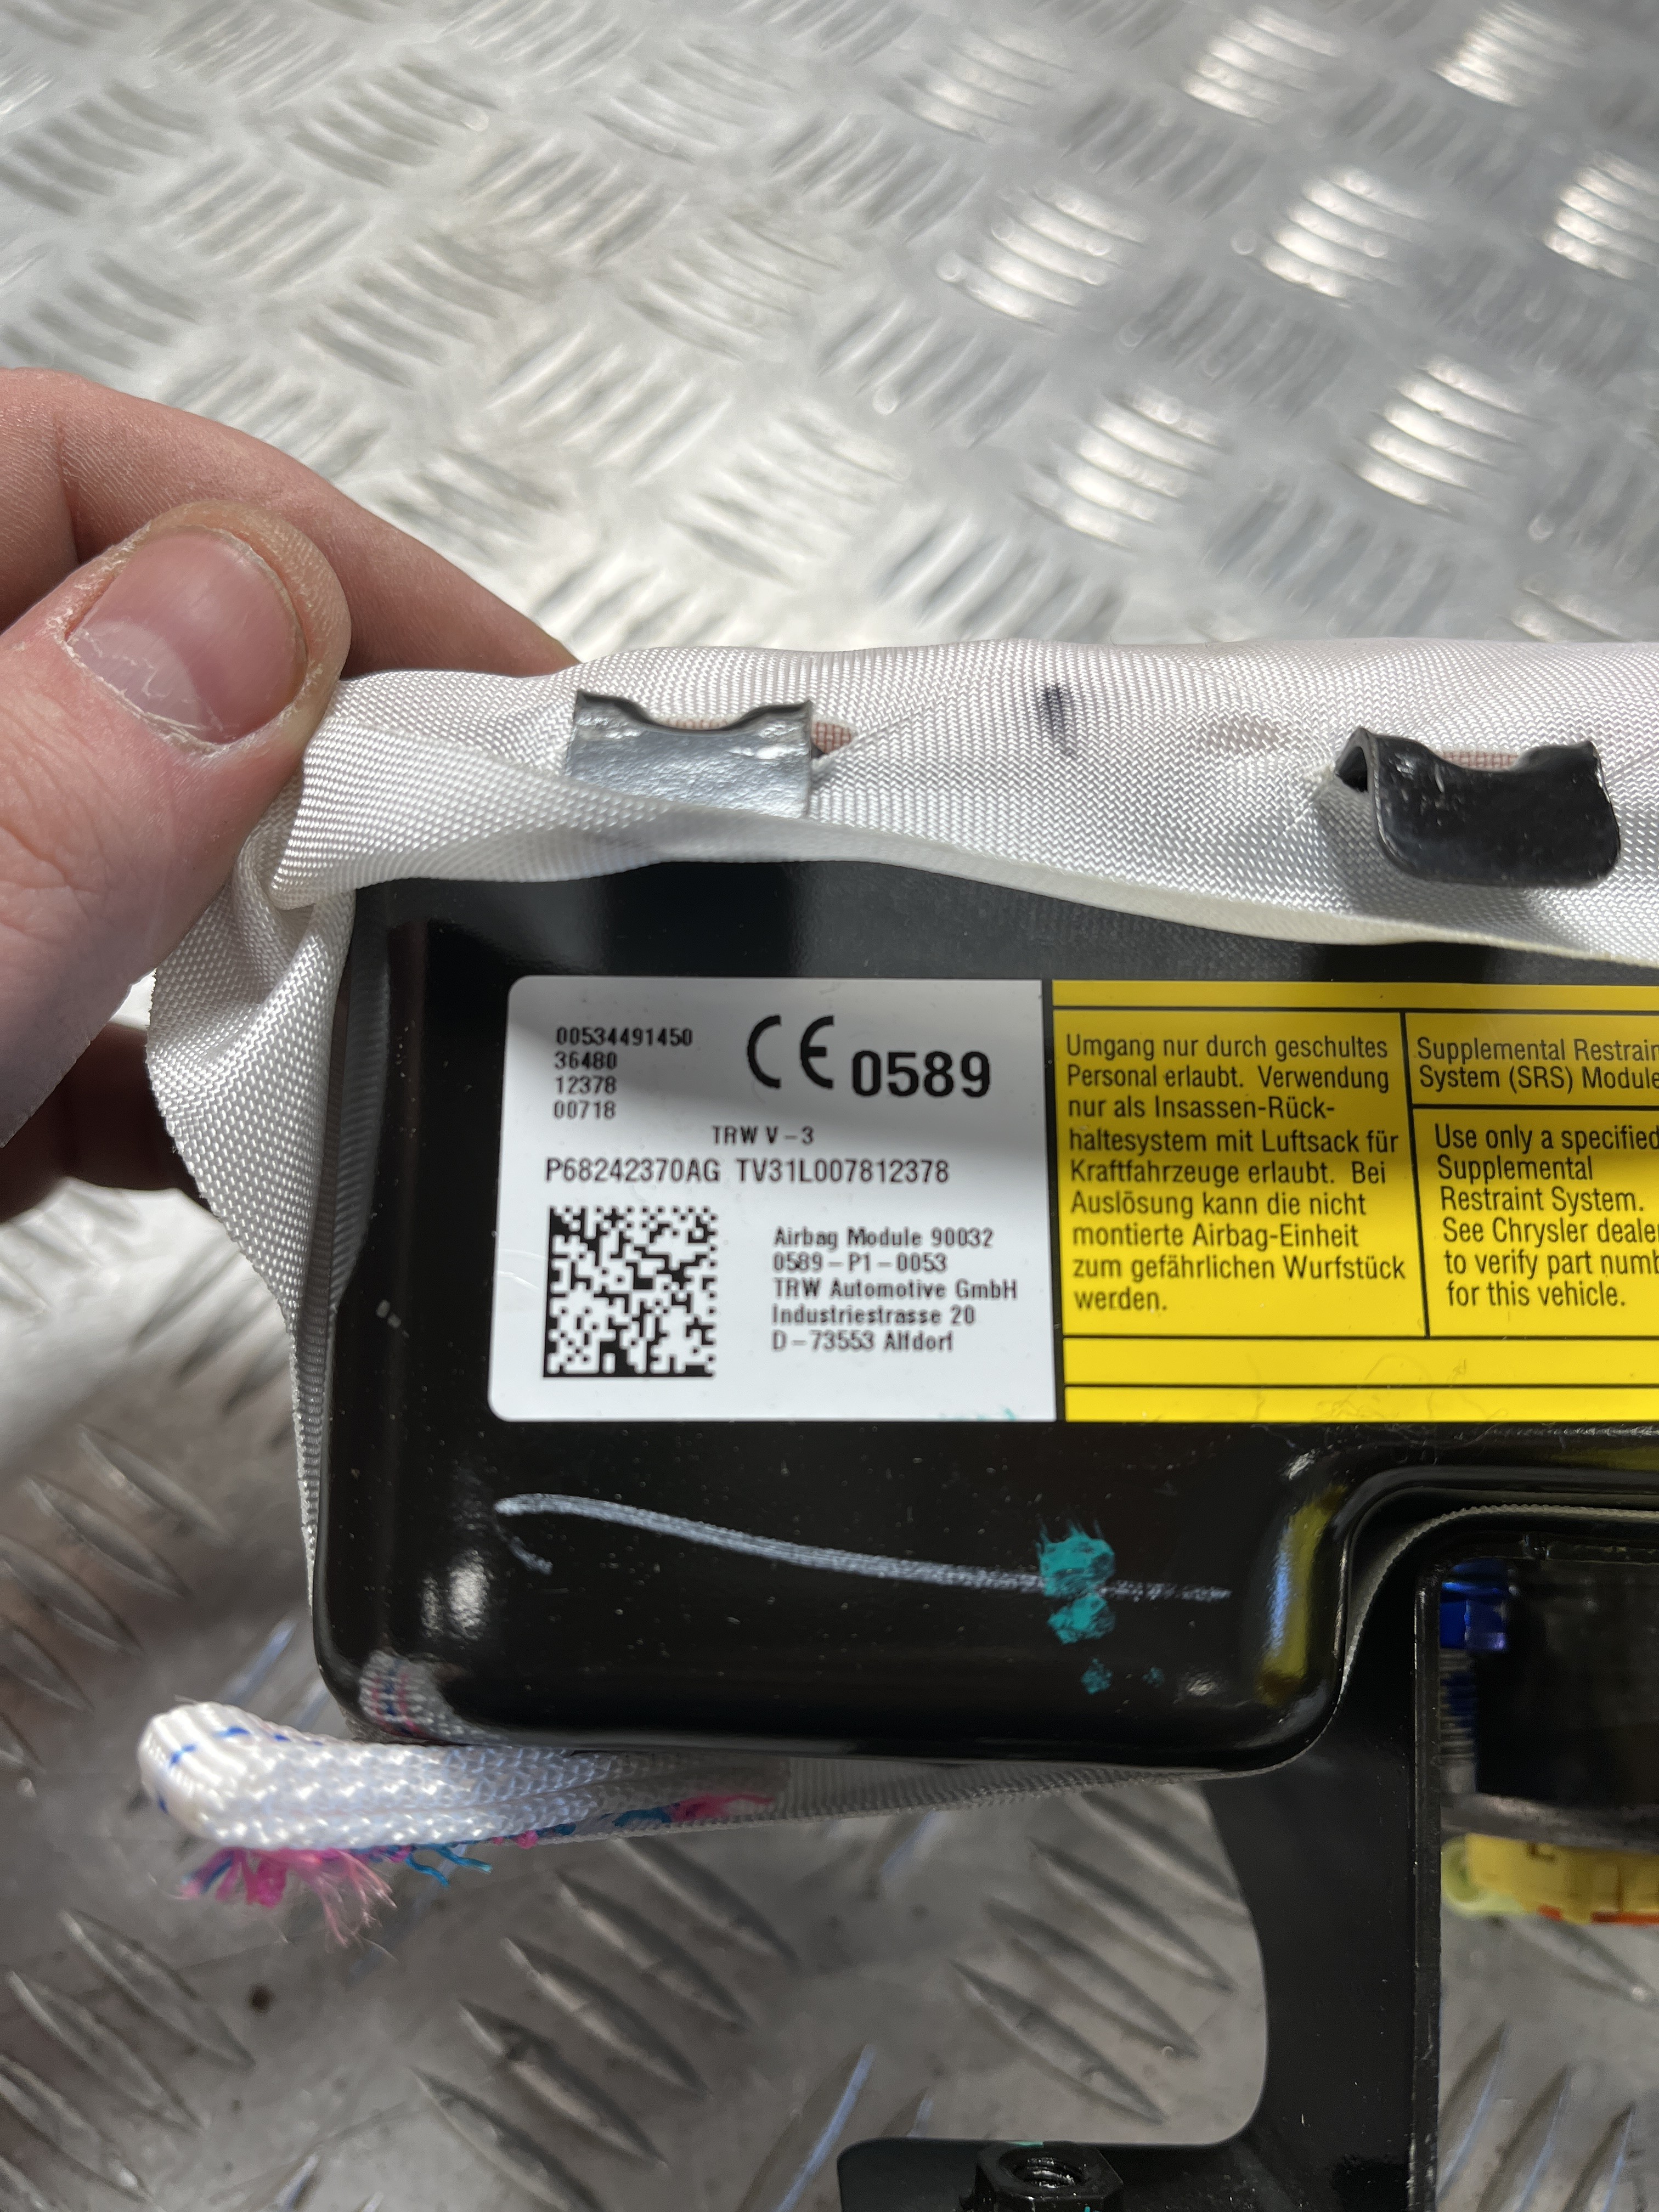 00534491450
36480
12378
00718
CE 0589
TRW V-3
P68242370AG TV31L007812378
Airbag Module 90032
0589-P1-0053
TRW Automotive GmbH
Industriestrasse 20
D-73553 Alfdorf
Umgang nur durch geschultes
Personal erlaubt. Verwendung
nur als Insassen-Rück-
haltesystem mit Luftsack für
Kraftfahrzeuge erlaubt. Bei
Auslösung kann die nicht
montierte Airbag-Einheit
zum gefährlichen Wurfstück
werden.
Supplemental Restrain
System (SRS) Module
Use only a specified
Supplemental
Restraint System.
See Chrysler dealer
to verify part numb
for this vehicle.